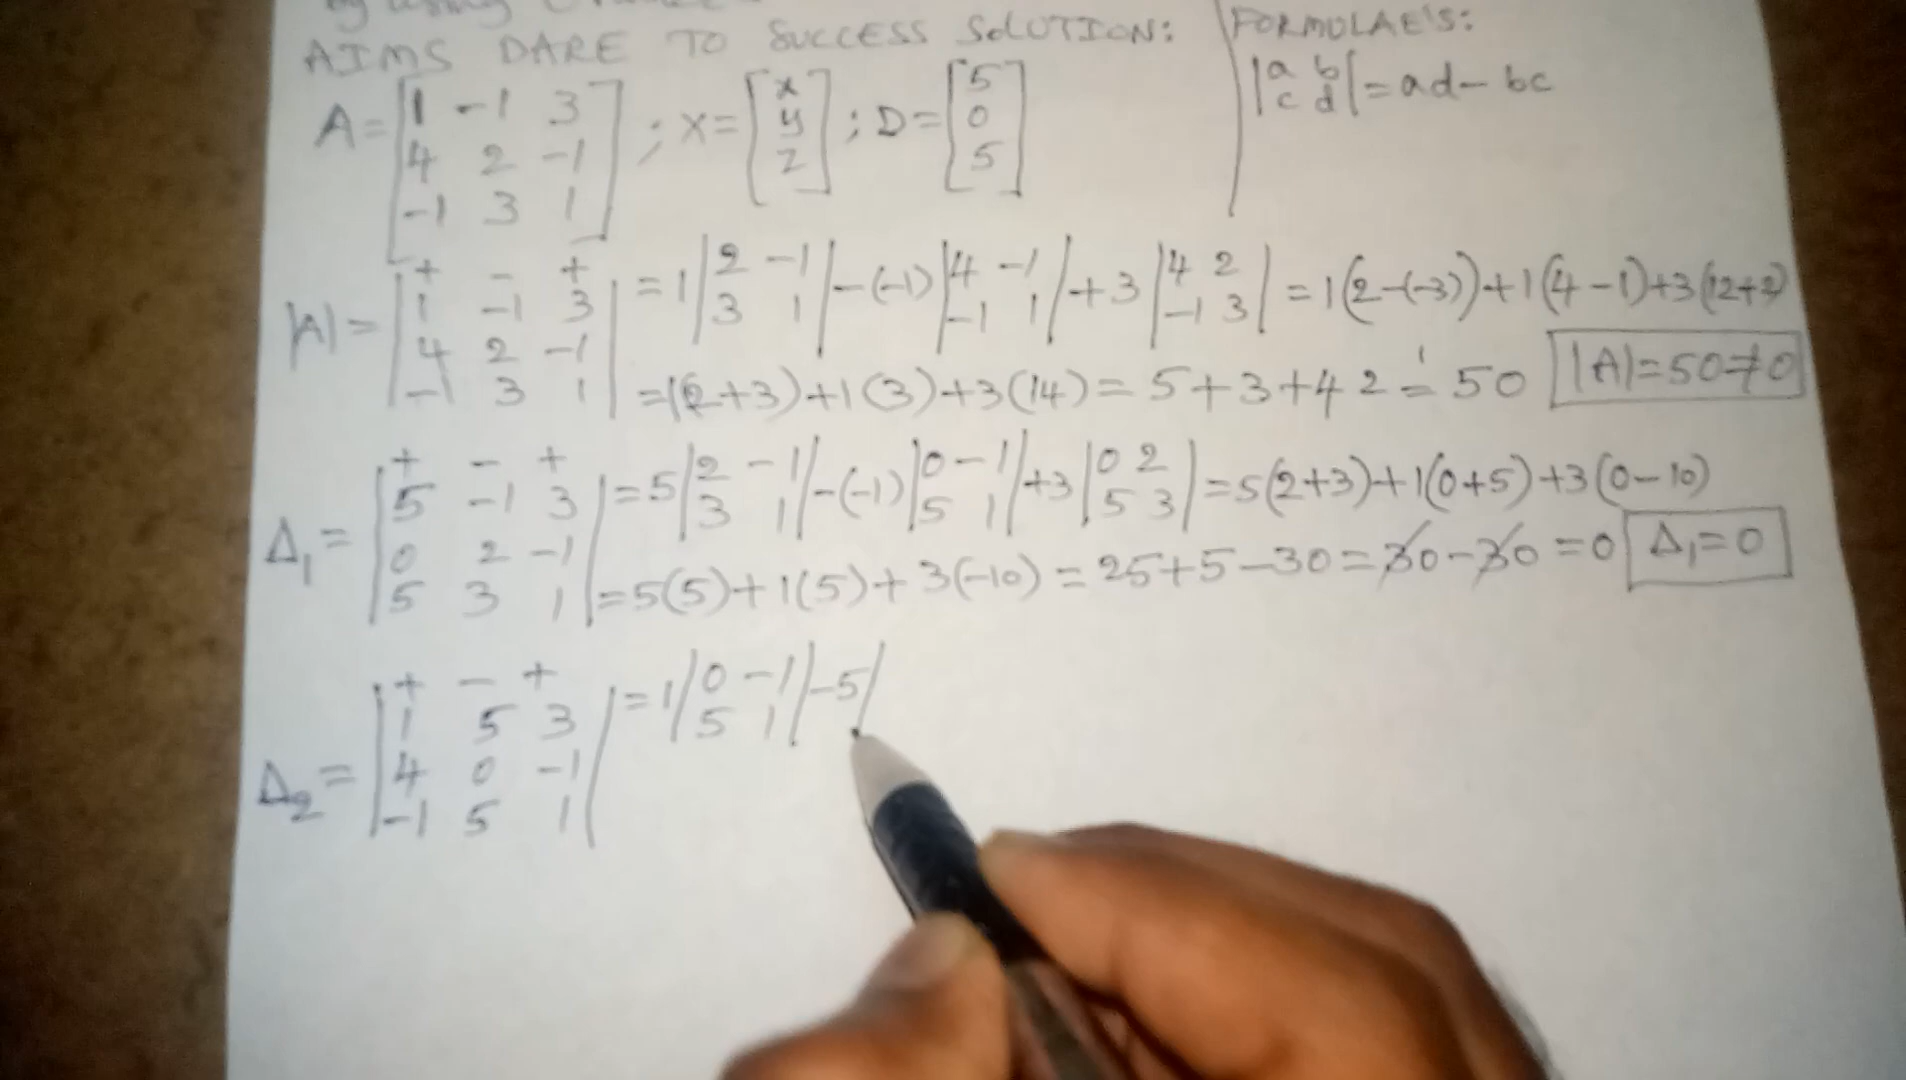 by using
AIMS DARE TO SUCCESS SOLUTION:
FORMULAE'S:
|a b| = ad - bc
|c d|
A = [1 -1 3] ; X = [x] ; D = [5]
[4 2 -1] [y] [0]
[-1 3 1] [z] [5]
+ - +
|A| = |1 -1 3| = 1|2 -1| -(-1)|4 -1| +3|4 2| = 1(2-(-3))+1(4-1)+3(12+2)
|4 2 -1| |3 1| |-1 1| |-1 3|
|-1 3 1| = 1(2+3)+1(3)+3(14) = 5+3+42 = 50 |A|=50≠0
+ - +
Δ₁ = |5 -1 3| = 5|2 -1| -(-1)|0 -1| +3|0 2| = 5(2+3)+1(0+5)+3(0-10)
|0 2 -1| |3 1| |5 1| |5 3|
|5 3 1| = 5(5)+1(5)+3(-10) = 25+5-30 = 30-30 = 0 Δ₁=0
+ - +
Δ₂ = |1 5 3| = 1|0 -1| -5|
|4 0 -1| |5 1|
|-1 5 1|